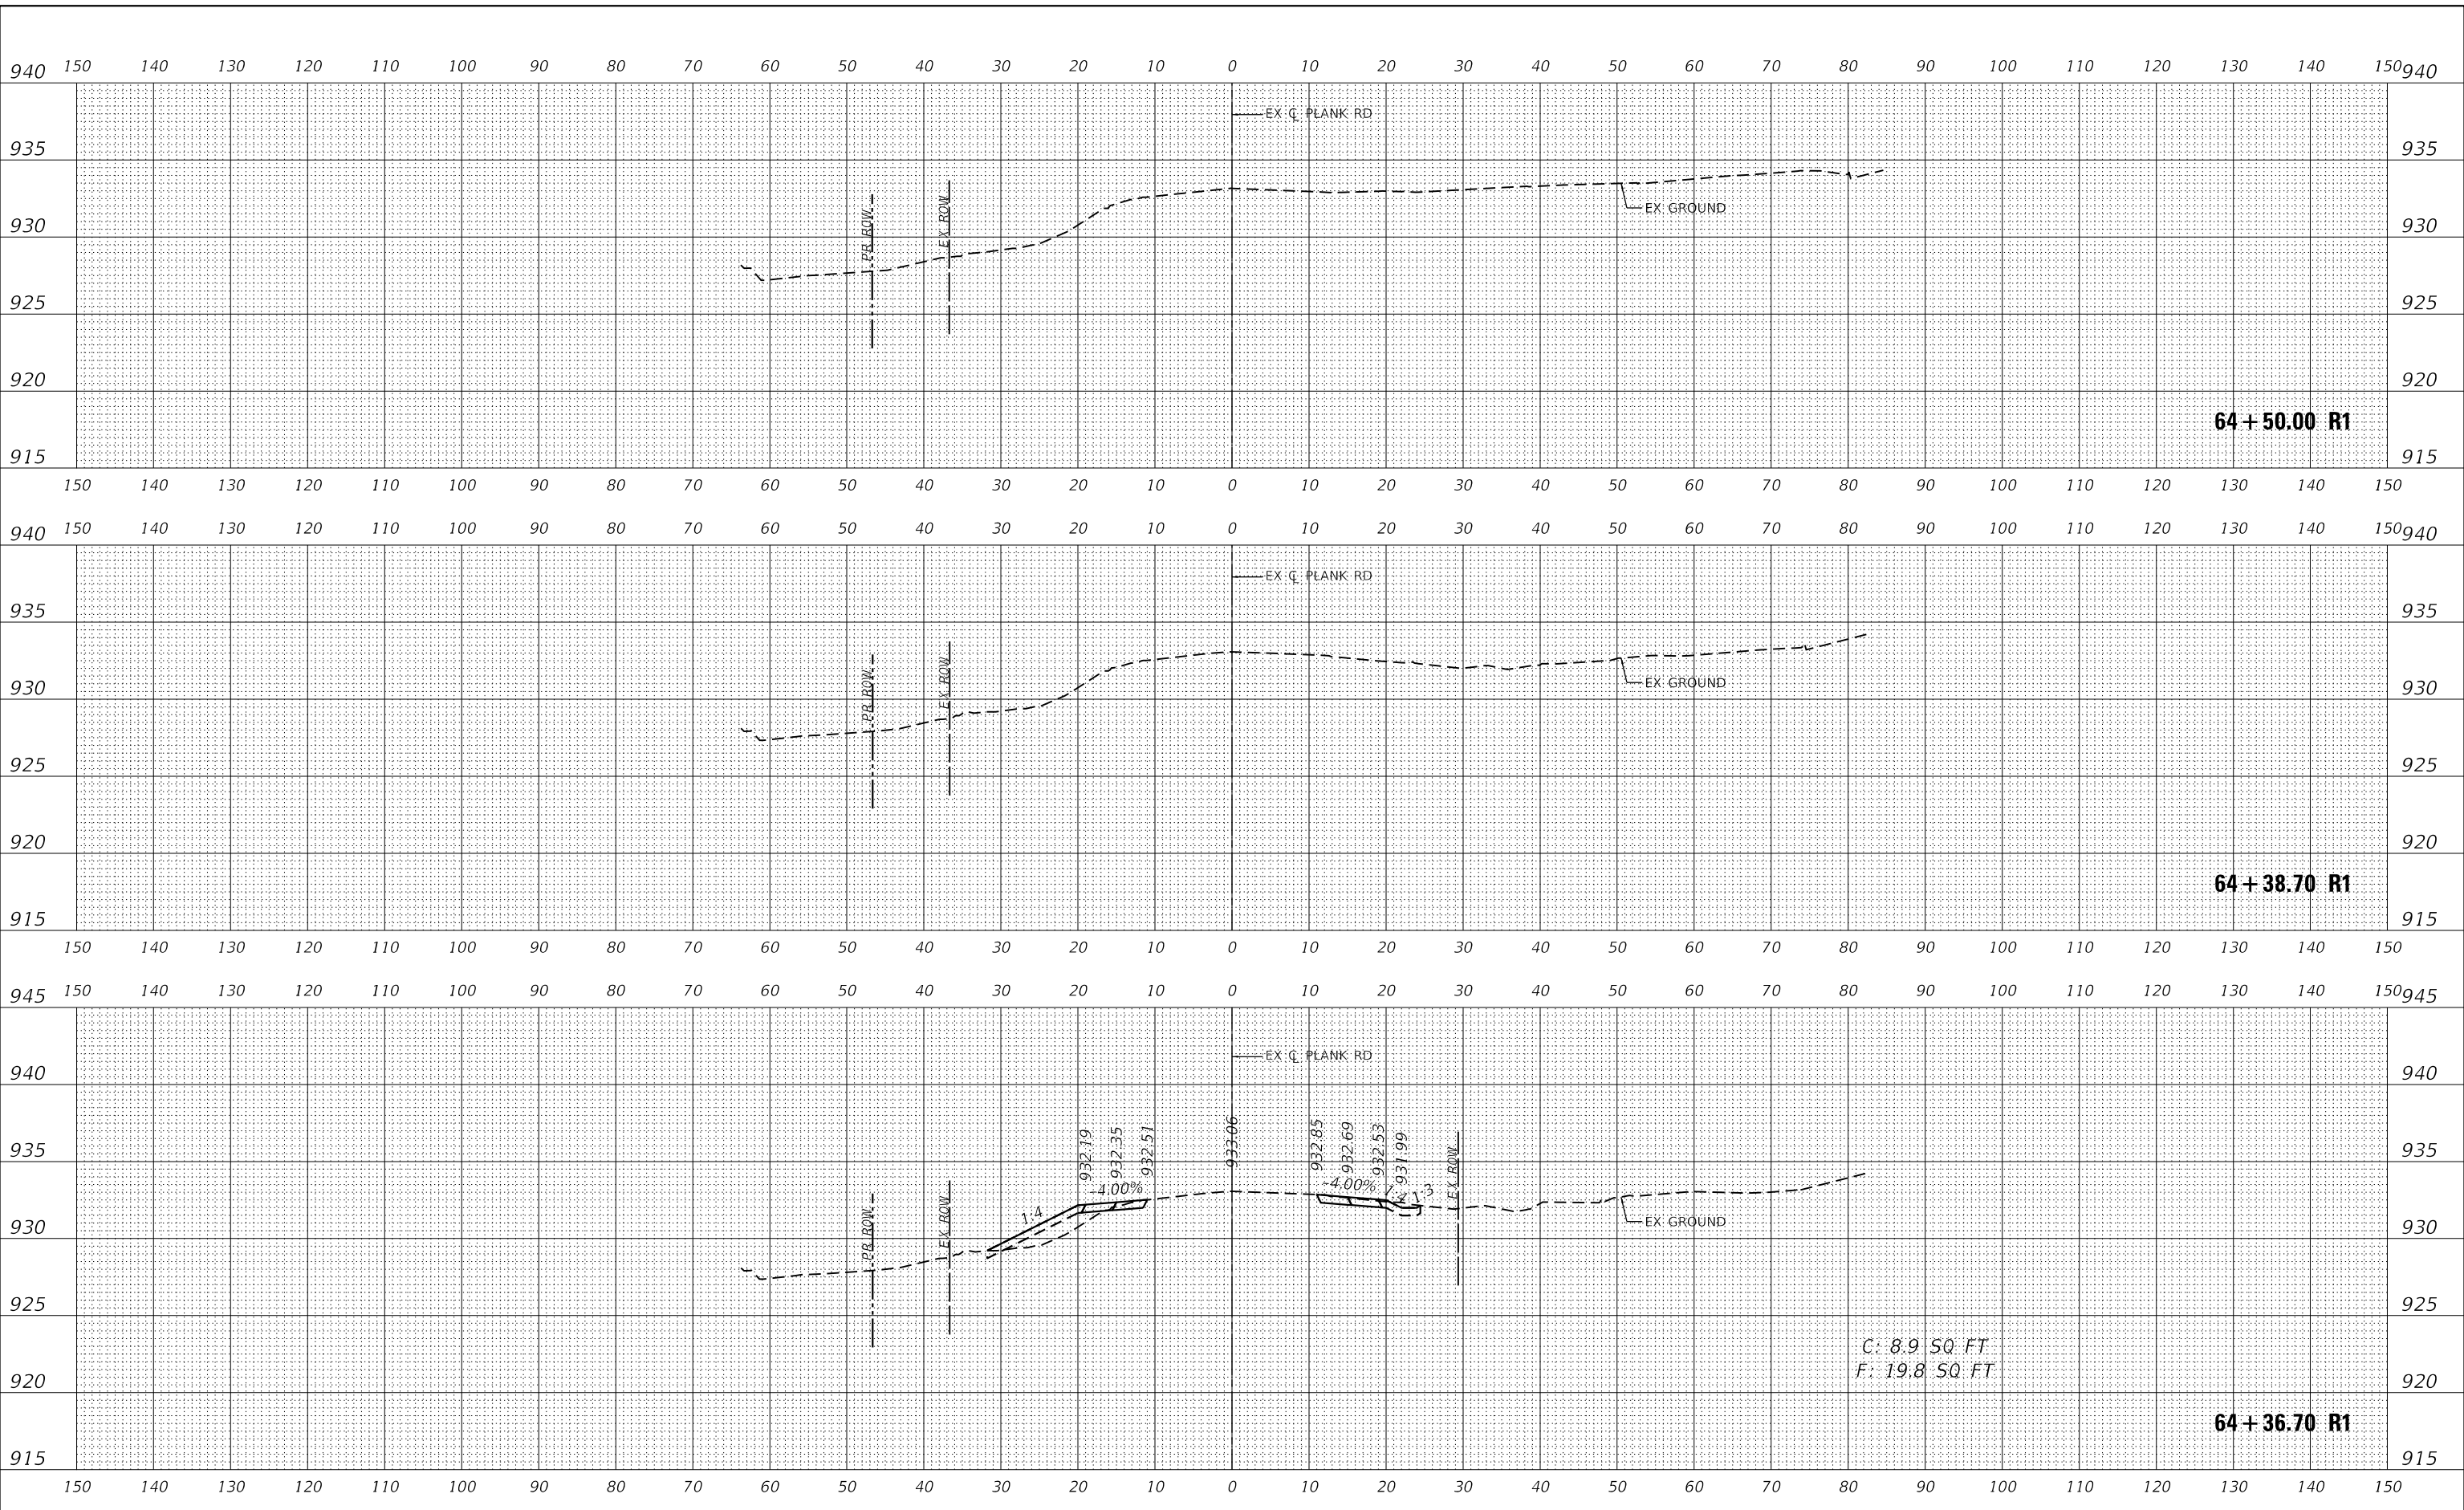 150 140 130 120 110 100 90 80 70 60 50 40 30 20 10 0 10 20 30 40 50 60 70 80 90 100 110 120 130 140 150
940 940
EX ℄ PLANK RD
935 935
PR ROW EX ROW
EX GROUND
930 930
925 925
920 920
64+50.00 R1
915 915
150 140 130 120 110 100 90 80 70 60 50 40 30 20 10 0 10 20 30 40 50 60 70 80 90 100 110 120 130 140 150
150 140 130 120 110 100 90 80 70 60 50 40 30 20 10 0 10 20 30 40 50 60 70 80 90 100 110 120 130 140 150
940 940
EX ℄ PLANK RD
935 935
PR ROW EX ROW
EX GROUND
930 930
925 925
920 920
64+38.70 R1
915 915
150 140 130 120 110 100 90 80 70 60 50 40 30 20 10 0 10 20 30 40 50 60 70 80 90 100 110 120 130 140 150
150 140 130 120 110 100 90 80 70 60 50 40 30 20 10 0 10 20 30 40 50 60 70 80 90 100 110 120 130 140 150
945 945
EX ℄ PLANK RD
940 940
932.19 932.35 932.51 933.06 932.85 932.69 932.53 931.99
935 935
-4.00% -4.00% 1:4 1:3
1:4
PR ROW EX ROW EX ROW
EX GROUND
930 930
925 925
C: 8.9 SQ FT
F: 19.8 SQ FT
920 920
64+36.70 R1
915 915
150 140 130 120 110 100 90 80 70 60 50 40 30 20 10 0 10 20 30 40 50 60 70 80 90 100 110 120 130 140 150